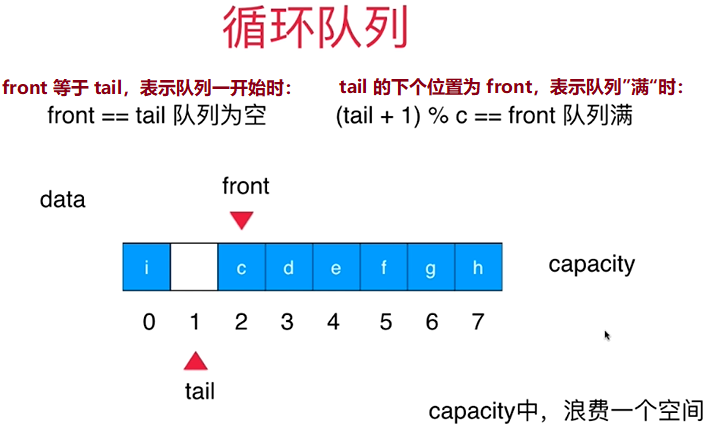 循环队列
front 等于 tail，表示队列一开始时：
front == tail 队列为空
tail 的下个位置为 front，表示队列”满“时：
(tail + 1) % c == front 队列满
front
data
i c d e f g h
capacity
0 1 2 3 4 5 6 7
tail
capacity中，浪费一个空间